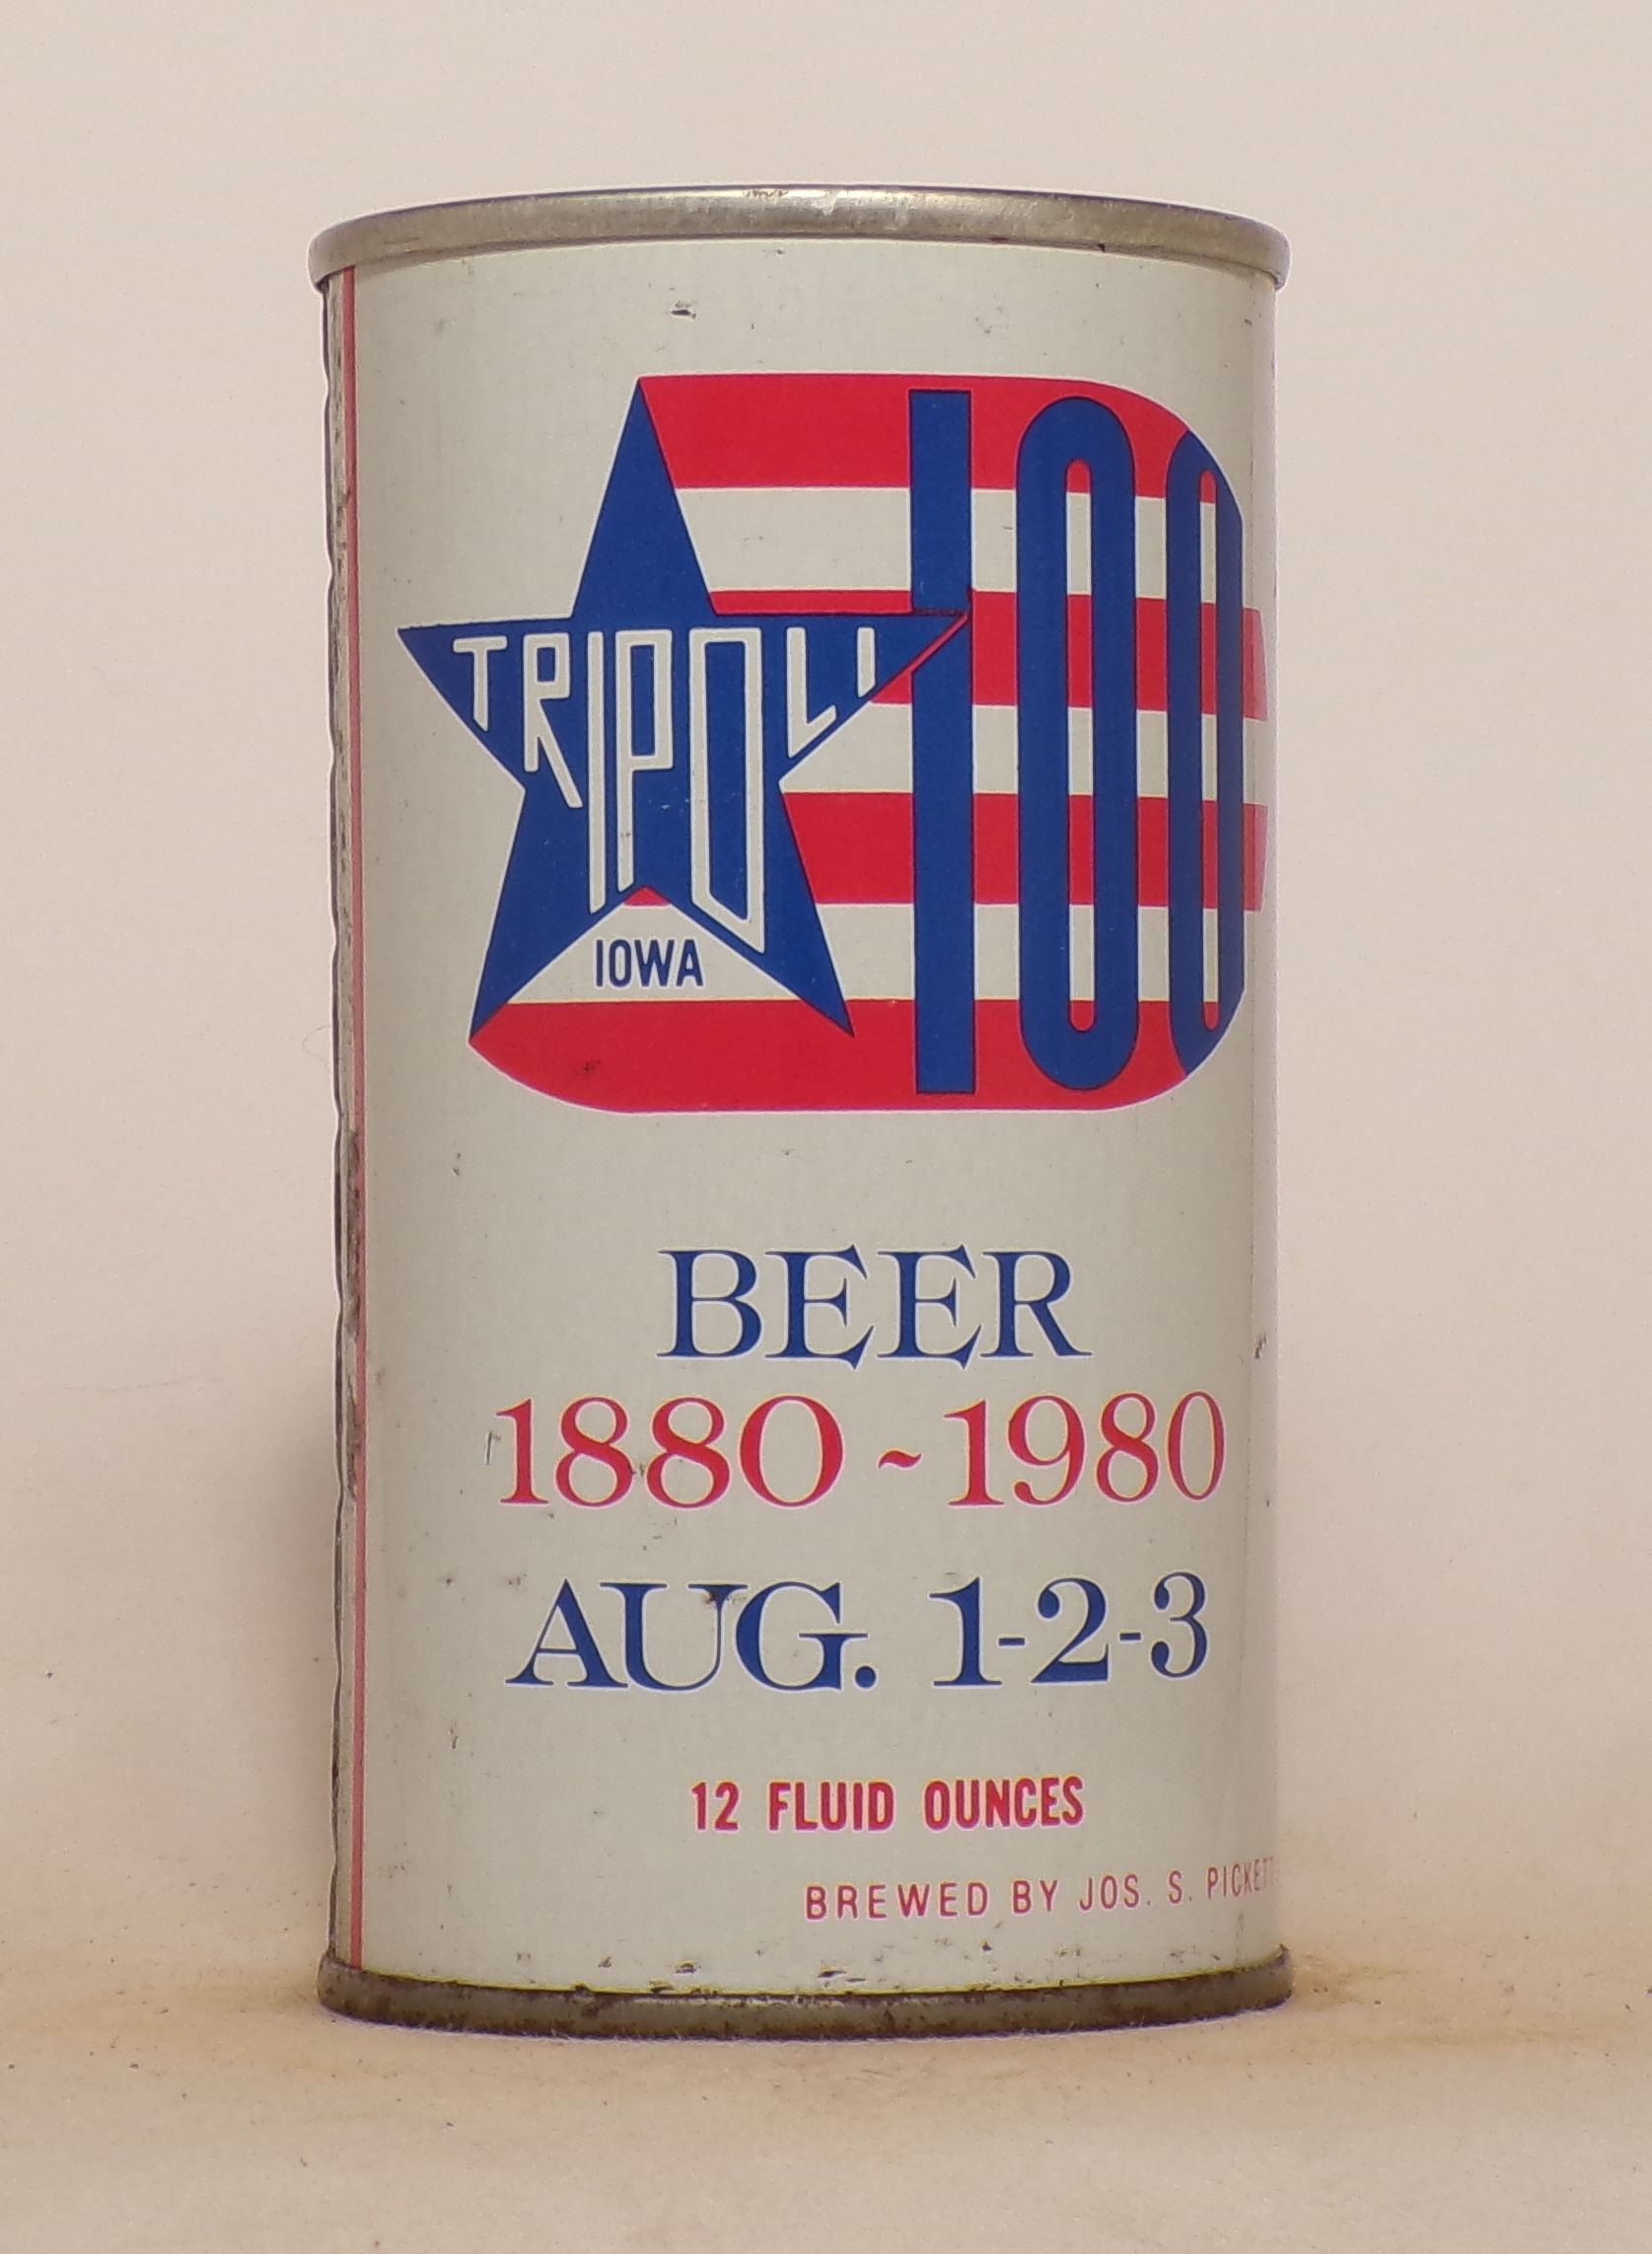 TRIPOLI
100
IOWA
BEER
1880 ~ 1980
AUG. 1-2-3
12 FLUID OUNCES
BREWED BY JOS. S. PICKETT